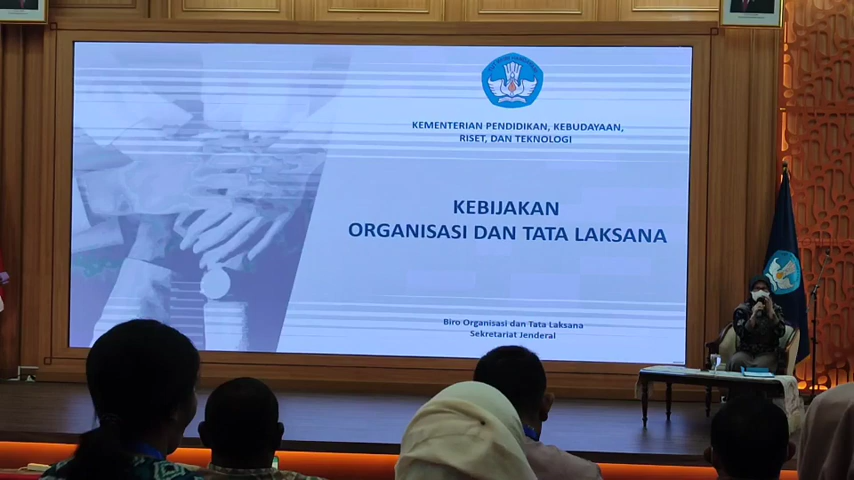 KEMENTERIAN PENDIDIKAN, KEBUDAYAAN,
RISET, DAN TEKNOLOGI
KEBIJAKAN
ORGANISASI DAN TATA LAKSANA
Biro Organisasi dan Tata Laksana
Sekretariat Jenderal